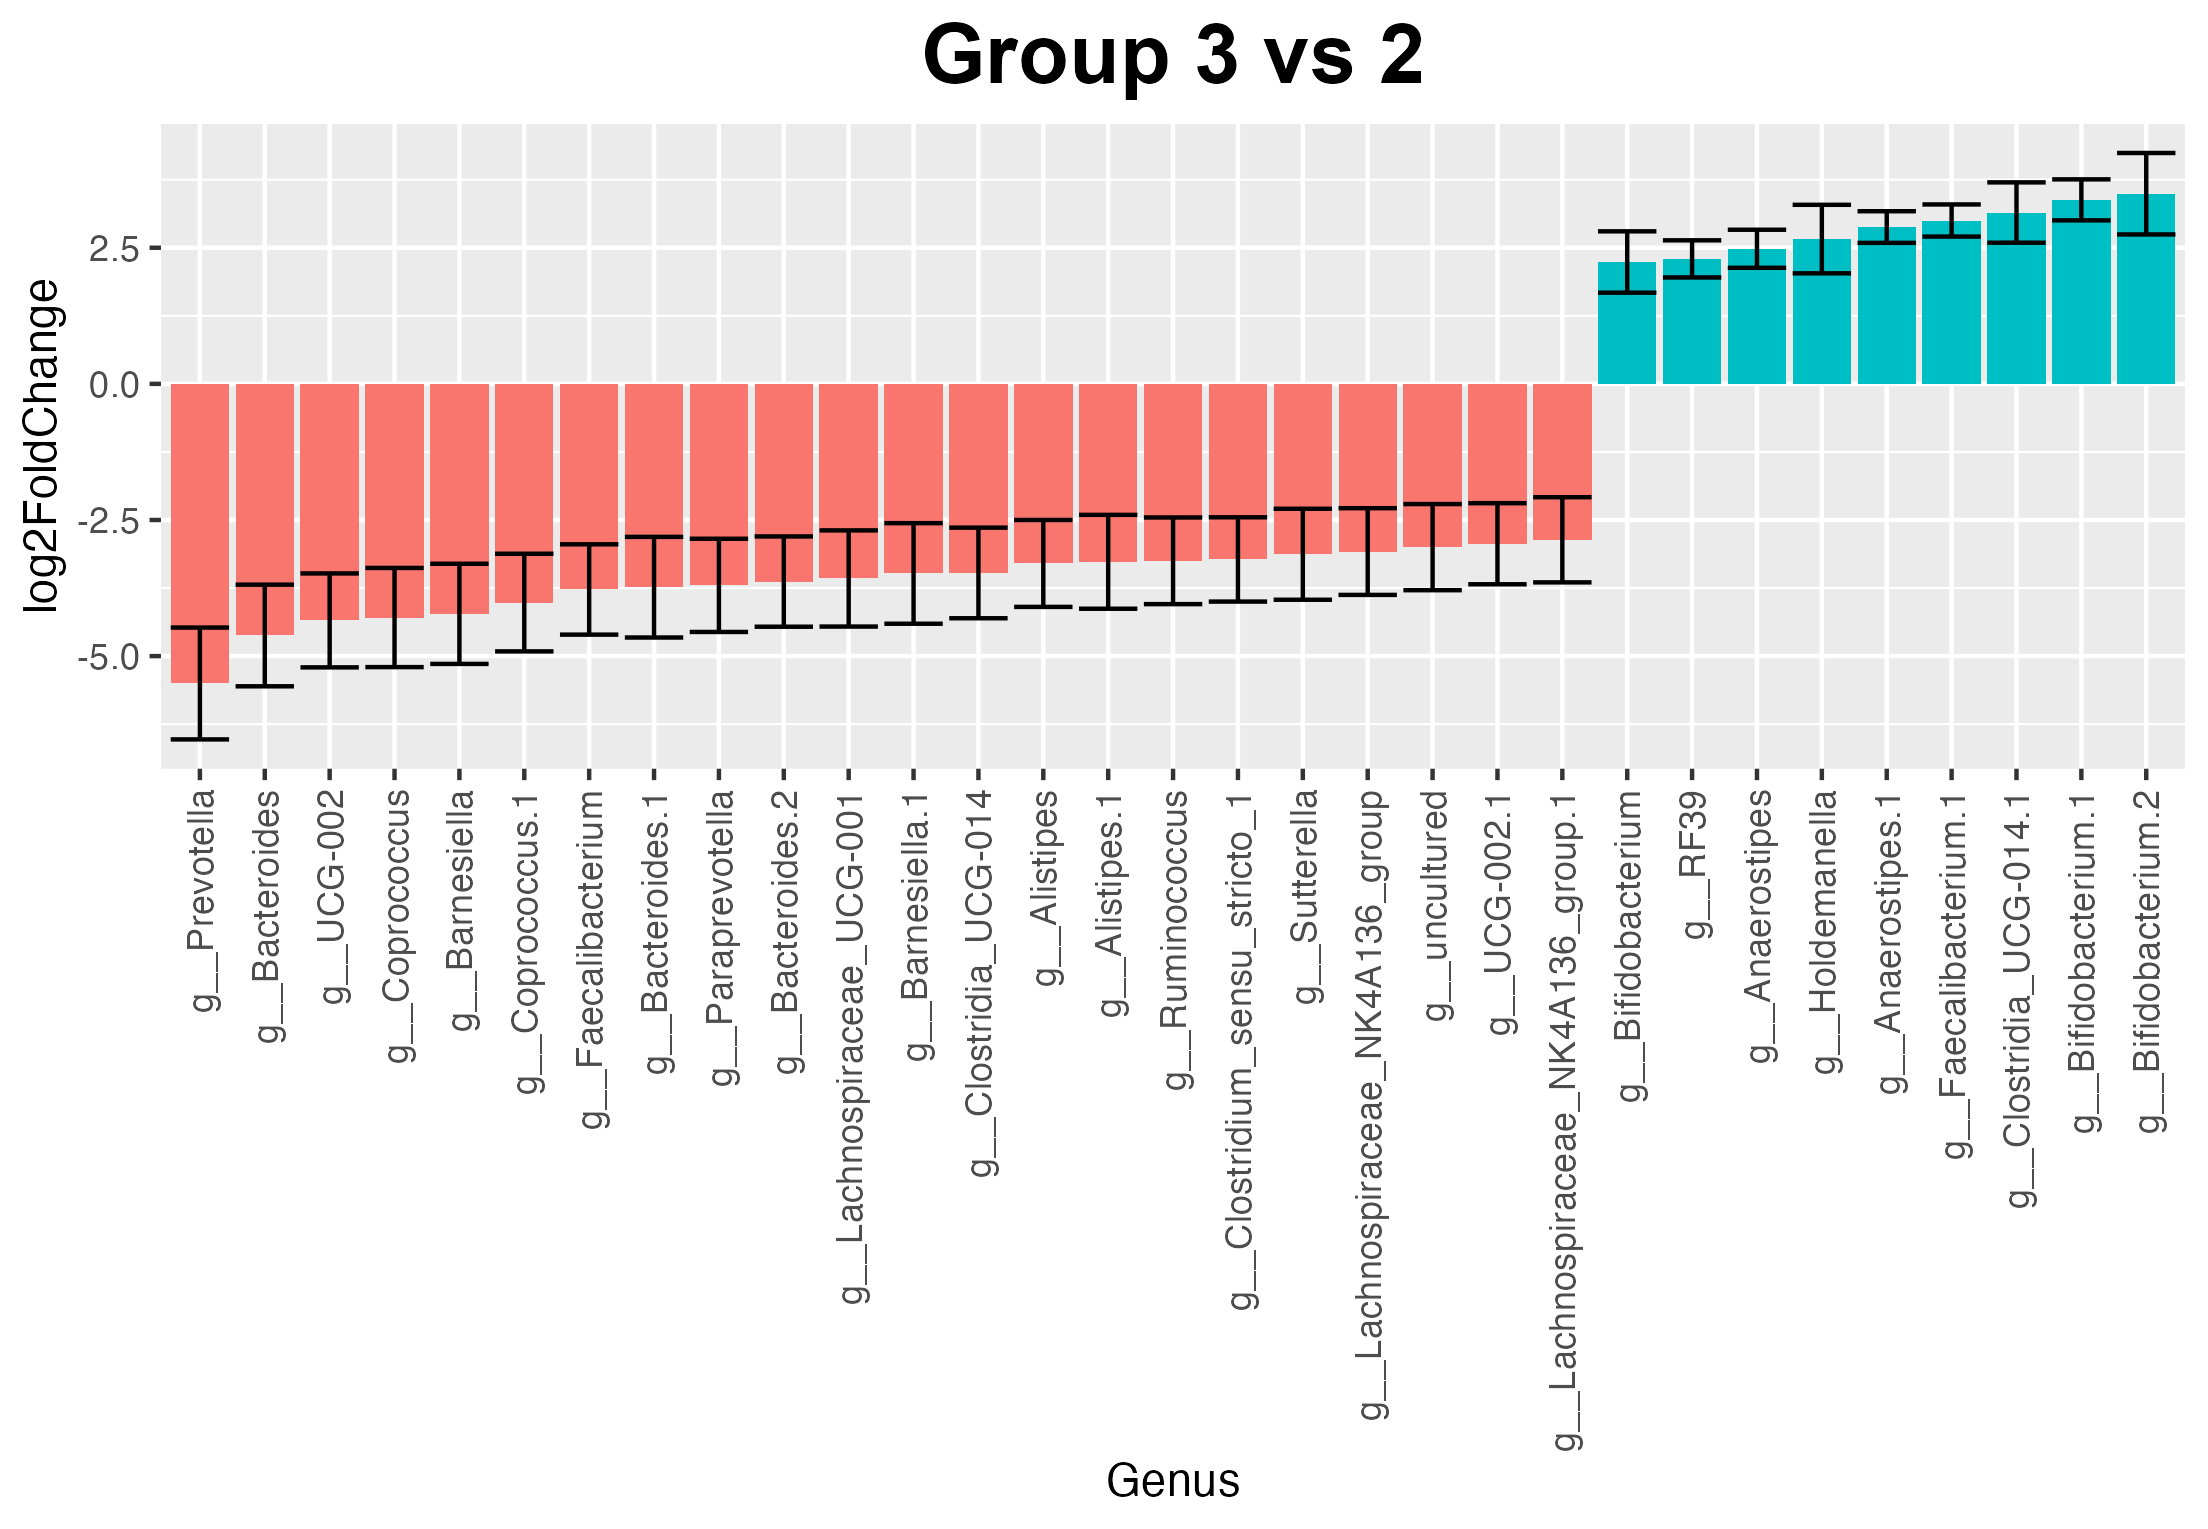 Group 3 vs 2
log2FoldChange
2.5
0.0
-2.5
-5.0
g__Prevotella
g__Bacteroides
g__UCG-002
g__Coprococcus
g__Barnesiella
g__Coprococcus.1
g__Faecalibacterium
g__Bacteroides.1
g__Paraprevotella
g__Bacteroides.2
g__Lachnospiraceae_UCG-001
g__Barnesiella.1
g__Clostridia_UCG-014
g__Alistipes
g__Alistipes.1
g__Ruminococcus
g__Clostridium_sensu_stricto_1
g__Sutterella
g__Lachnospiraceae_NK4A136_group
g__uncultured
g__UCG-002.1
g__Lachnospiraceae_NK4A136_group.1
g__Bifidobacterium
g__RF39
g__Anaerostipes
g__Holdemanella
g__Anaerostipes.1
g__Faecalibacterium.1
g__Clostridia_UCG-014.1
g__Bifidobacterium.1
g__Bifidobacterium.2
Genus